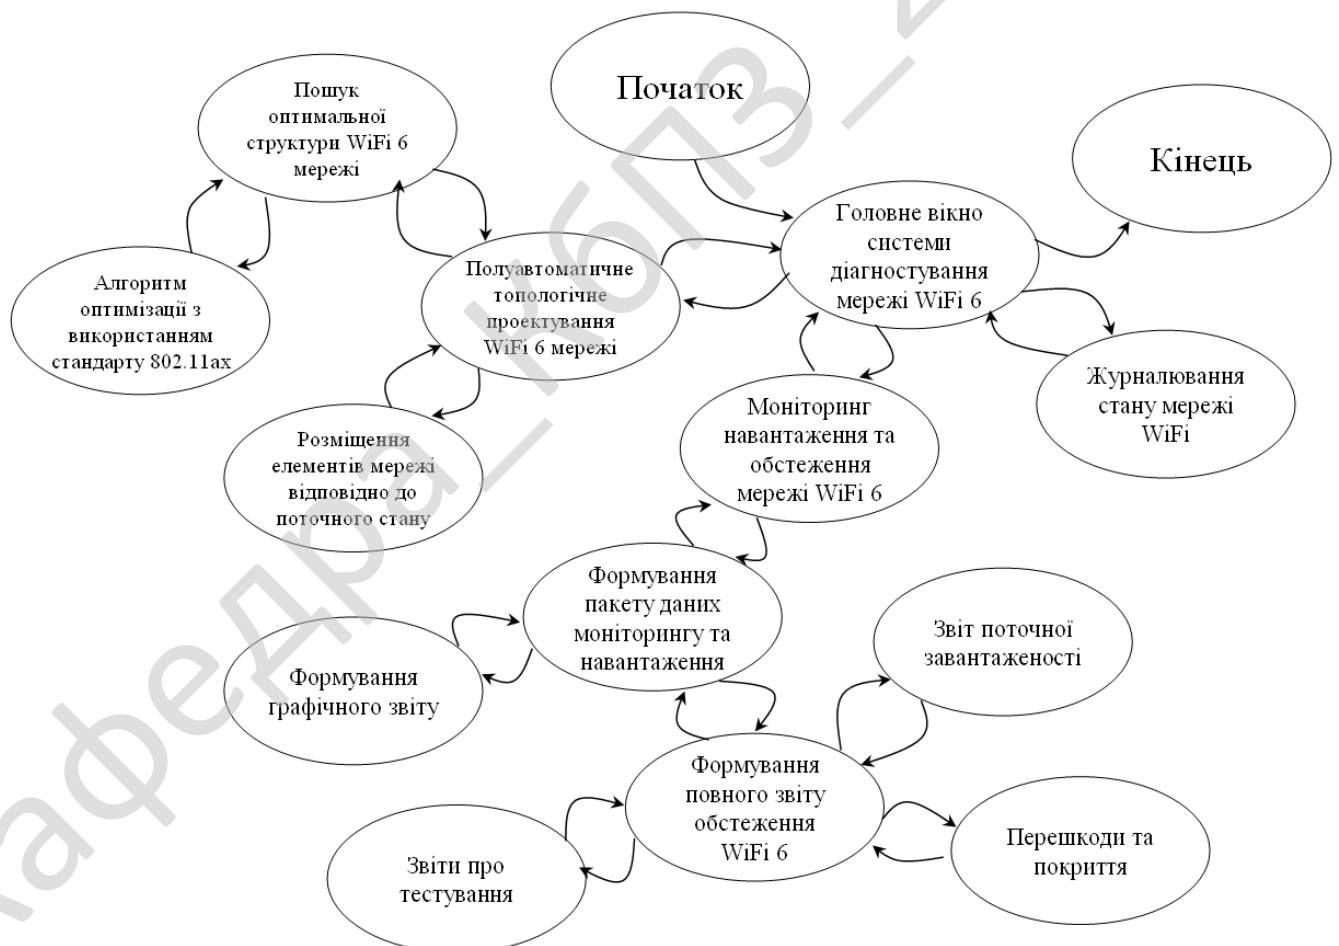 Початок
Пошук
оптимальної
структури WiFi 6
мережі
Кінець
Головне вікно
системи
діагностування
мережі WiFi 6
Полуавтоматичне
топологічне
проектування
WiFi 6 мережі
Алгоритм
оптимізації з
використанням
стандарту 802.11ax
Журналювання
стану мережі
WiFi
Моніторинг
навантаження та
обстеження
мережі WiFi 6
Розміщення
елементів мережі
відповідно до
поточного стану
Формування
пакету даних
моніторингу та
навантаження
Звіт поточної
завантаженості
Формування
графічного звіту
Формування
повного звіту
обстеження
WiFi 6
Перешкоди та
покриття
Звіти про
тестування
кафедра_КбПЗ_2